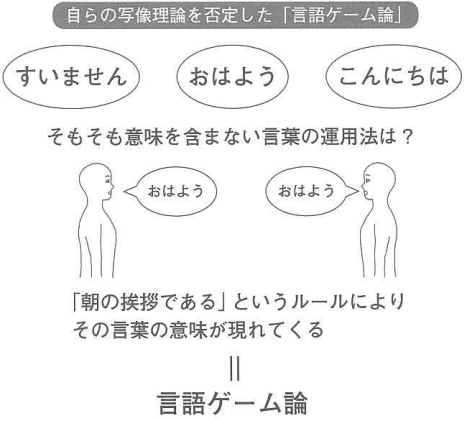 自らの写像理論を否定した「言語ゲーム論」
すいません
おはよう
こんにちは
そもそも意味を含まない言葉の運用法は？
おはよう
おはよう
「朝の挨拶である」というルールにより
その言葉の意味が現れてくる
言語ゲーム論